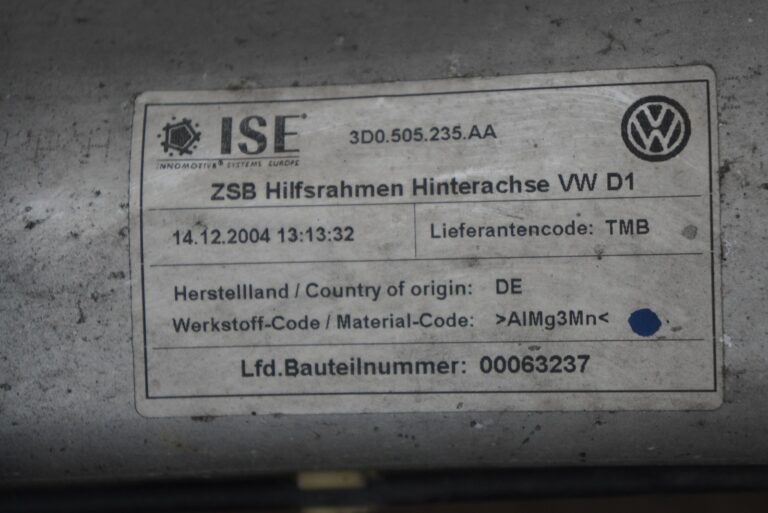 ISE 3D0.505.235.AA
INNOMOTIVE® SYSTEMS EUROPE
ZSB Hilfsrahmen Hinterachse VW D1
14.12.2004 13:13:32 Lieferantencode: TMB
Herstellland / Country of origin: DE
Werkstoff-Code / Material-Code: >AlMg3Mn<
Lfd.Bauteilnummer: 00063237